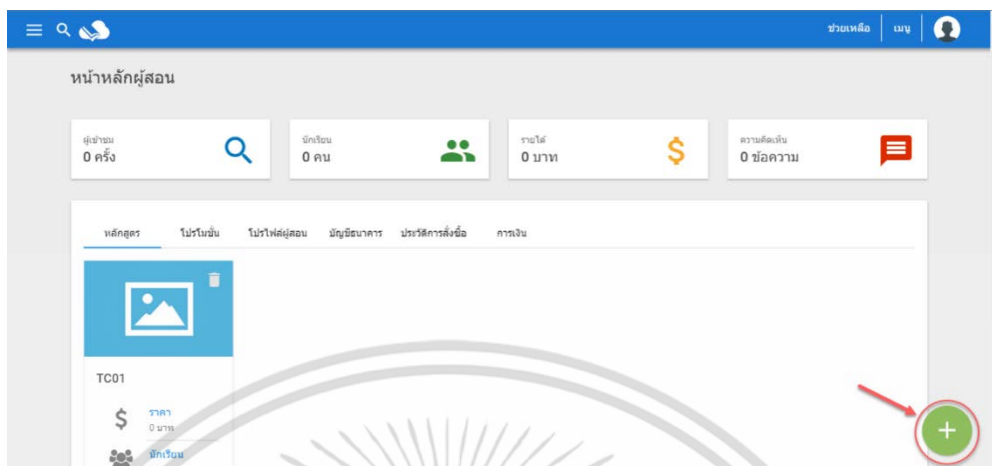 ช่วยเหลือ เมนู
หน้าหลักผู้สอน
ผู้เข้าชม
0 ครั้ง
นักเรียน
0 คน
รายได้
0 บาท
ความคิดเห็น
0 ข้อความ
หลักสูตร โปรโมชั่น โปรไฟล์ผู้สอน บัญชีธนาคาร ประวัติการสั่งซื้อ การเงิน
TC01
ราคา
0 บาท
นักเรียน